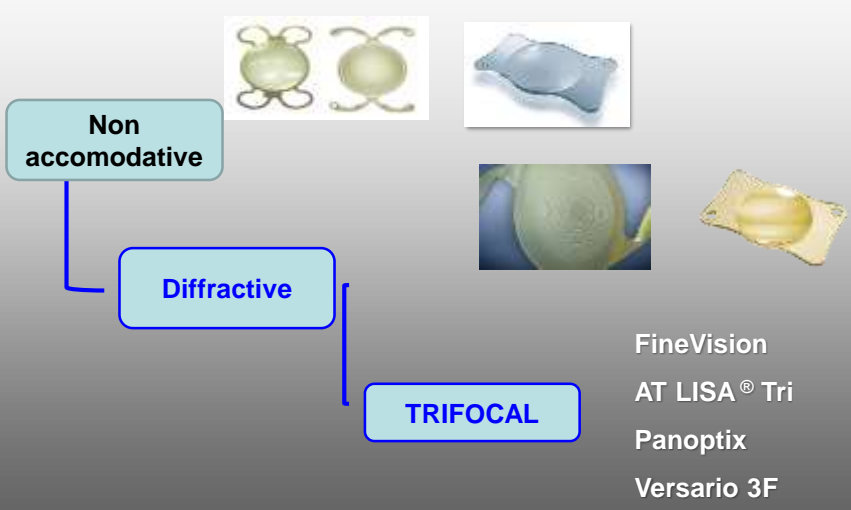 Non
accomodative
Diffractive
TRIFOCAL
FineVision
AT LISA® Tri
Panoptix
Versario 3F